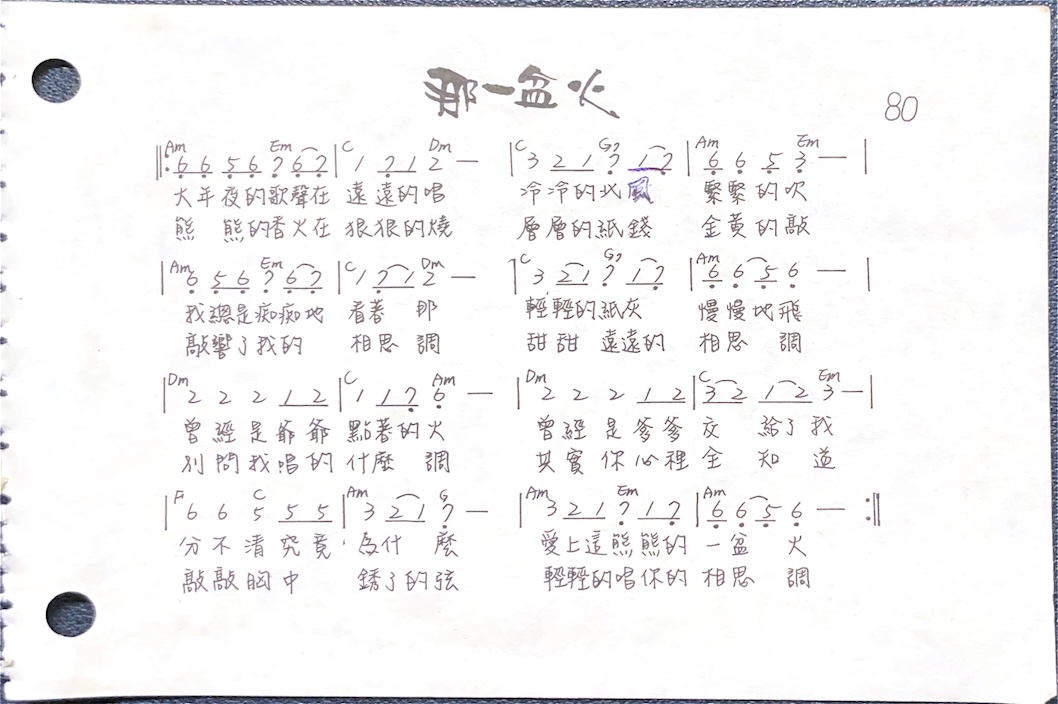 那一盆火
80
Am Em C Dm C G7 Am Em
‖: 6 6 5 6 7 6 7 | C 1 7 1 2 — | 3 2 1 7 1 7 | 6 6 5 3 — |
大年夜的歌聲在 遠遠的唱 冷冷的北風 緊緊的吹
熊 熊的香火在 狠狠的燒 層層的紙錢 金黃的敲
Am Em C Dm C G7 Am
| 6 5 6 7 6 7 | 1 7 1 2 — | 3 2 1 7 1 7 | 6 6 5 6 — |
我總是痴痴地 看著 那 輕輕的紙灰 慢慢地飛
敲響了我的 相思 調 甜甜 遠遠的 相思 調
Dm C Am Dm C Em
| 2 2 2 1 2 | 1 1 7 6 — | 2 2 2 1 2 | 3 2 1 2 3 — |
曾經是爺爺 點著的火 曾經是爹爹 交 給了我
別問我唱的 什麼 調 其實你心裡全 知 道
F C Am G Am Em Am
| 6 6 5 5 5 | 3 2 1 7 — | 3 2 1 7 1 7 | 6 6 5 6 — :‖
分不清究竟 為什 麼 愛上這熊熊的 一盆 火
敲敲胸中 銹了的弦 輕輕的唱你的 相思 調